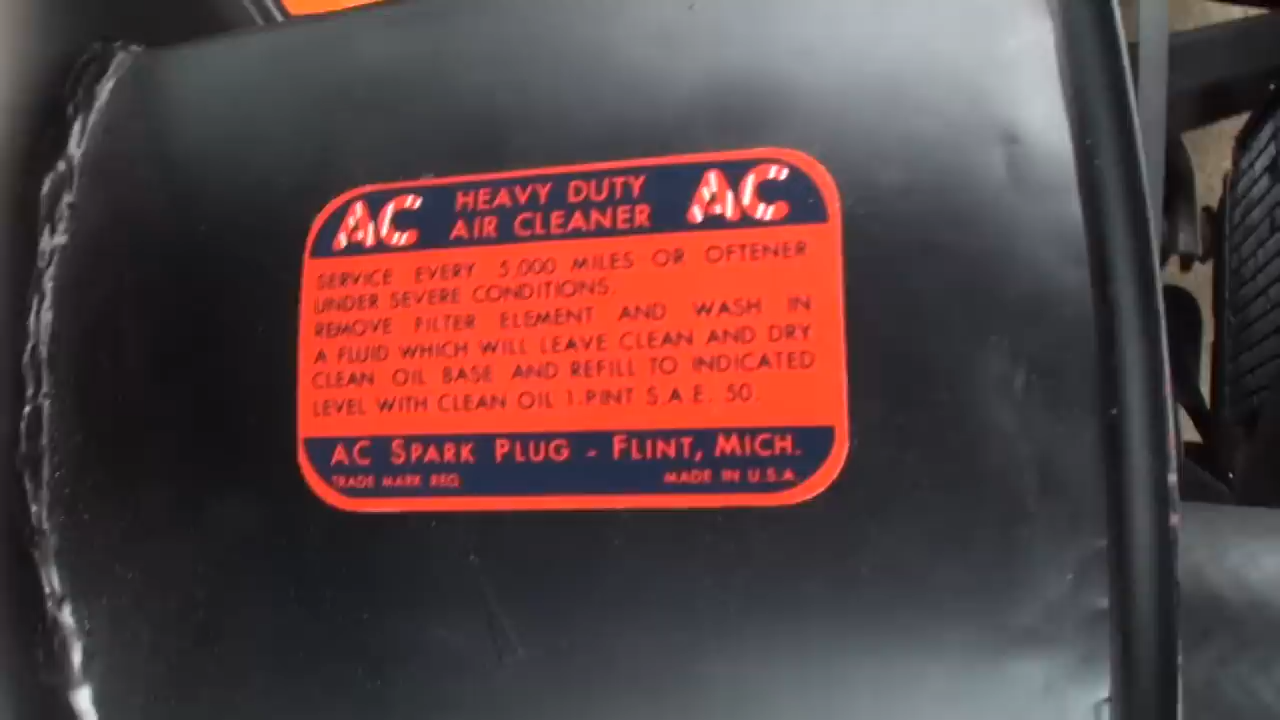 AC HEAVY DUTY AC
AIR CLEANER
SERVICE EVERY 5,000 MILES OR OFTENER
UNDER SEVERE CONDITIONS.
REMOVE FILTER ELEMENT AND WASH IN
A FLUID WHICH WILL LEAVE CLEAN AND DRY
CLEAN OIL BASE AND REFILL TO INDICATED
LEVEL WITH CLEAN OIL 1.PINT S.A.E. 50.
AC SPARK PLUG - FLINT, MICH.
TRADE MARK REG MADE IN U.S.A.